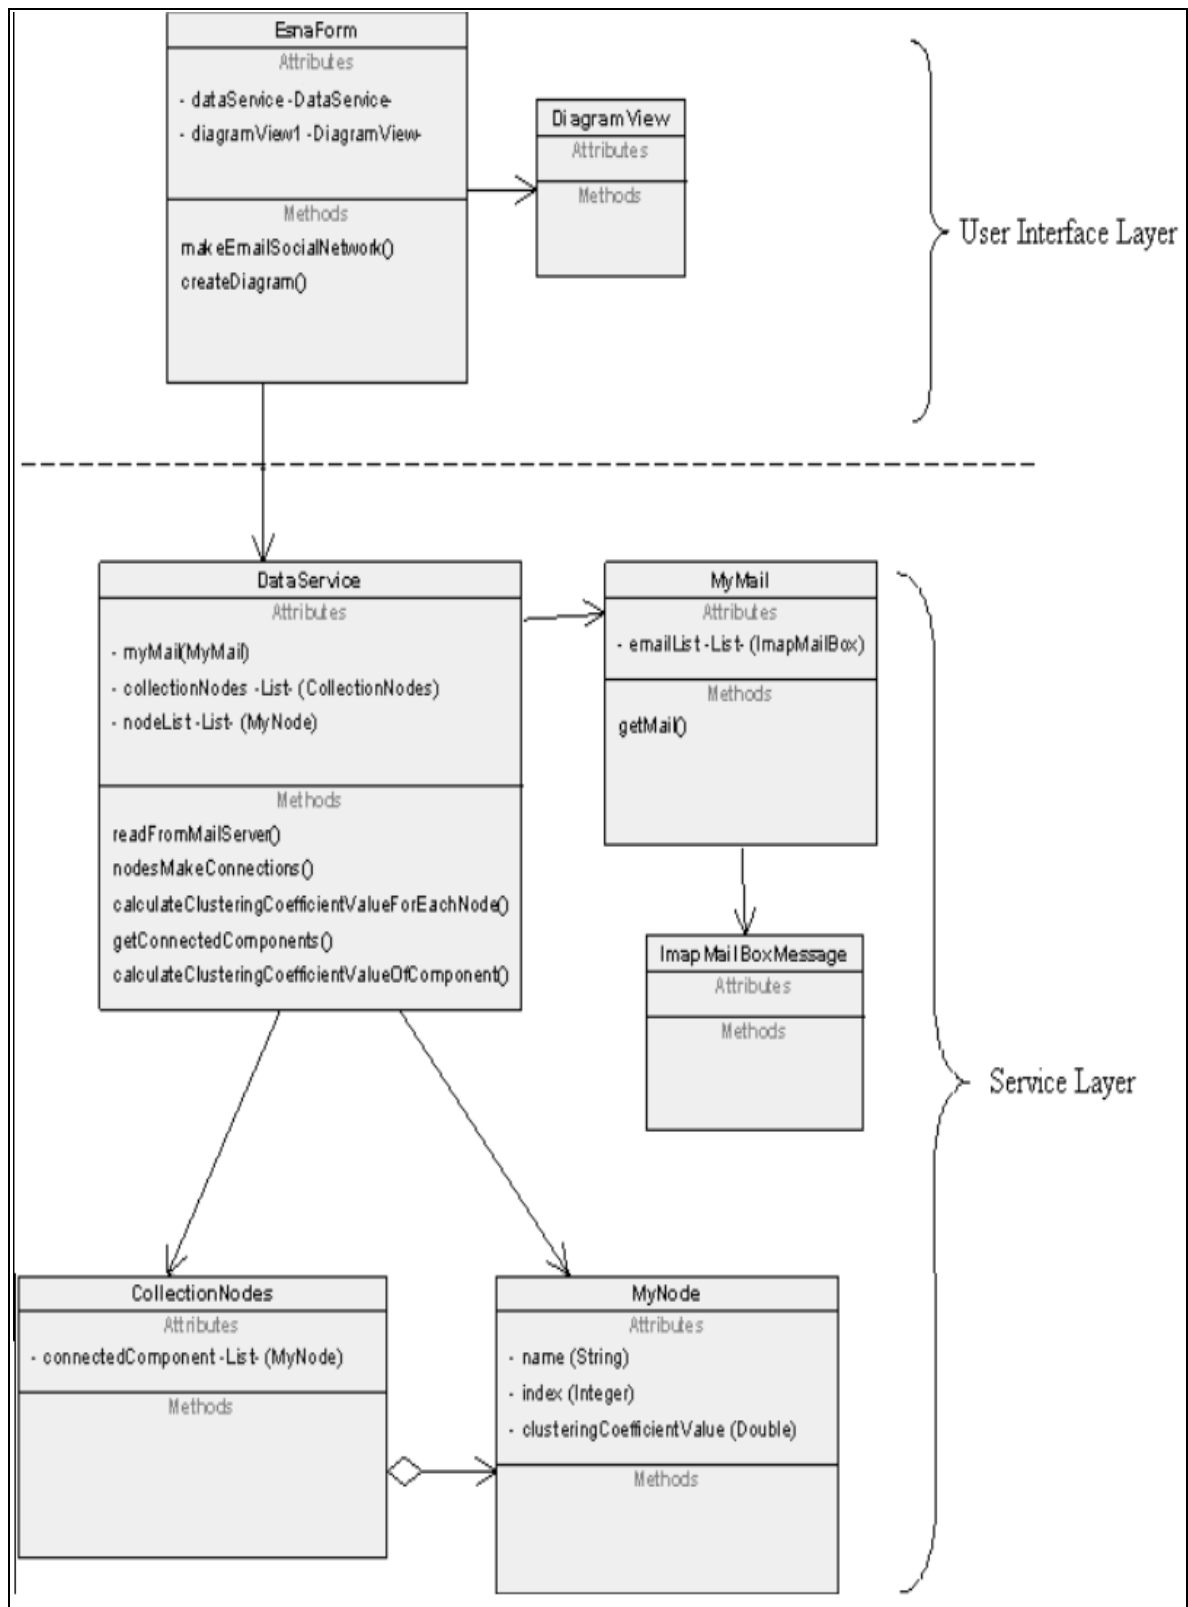 EsnaForm
Attributes
- dataService -DataService-
- diagramView1 -DiagramView-
Methods
makeEmailSocialNetwork()
createDiagram()
DiagramView
Attributes
Methods
User Interface Layer
DataService
Attributes
- myMail(MyMail)
- collectionNodes -List- (CollectionNodes)
- nodeList -List- (MyNode)
Methods
readFromMailServer()
nodesMakeConnections()
calculateClusteringCoefficientValueForEachNode()
getConnectedComponents()
calculateClusteringCoefficientValueOfComponent()
MyMail
Attributes
- emailList -List- (ImapMailBox)
Methods
getMail()
ImapMailBoxMessage
Attributes
Methods
Service Layer
CollectionNodes
Attributes
- connectedComponent -List- (MyNode)
Methods
MyNode
Attributes
- name (String)
- index (Integer)
- clusteringCoefficientValue (Double)
Methods